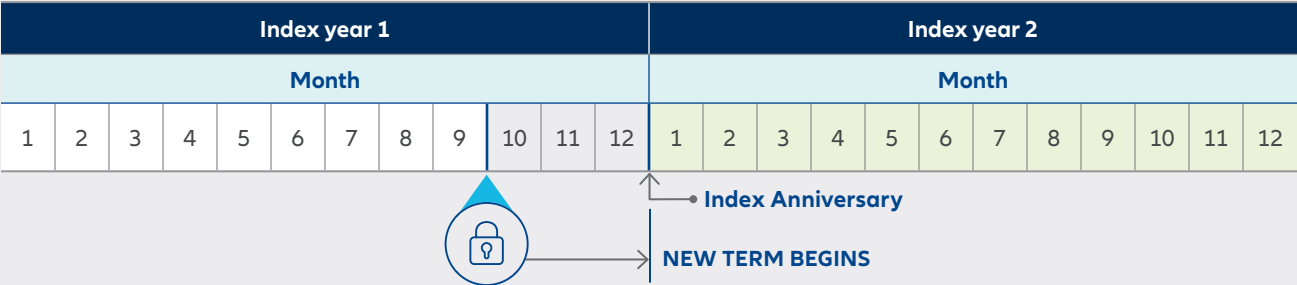 Index year 1 Index year 2
Month Month
1 2 3 4 5 6 7 8 9 10 11 12 1 2 3 4 5 6 7 8 9 10 11 12
Index Anniversary
NEW TERM BEGINS